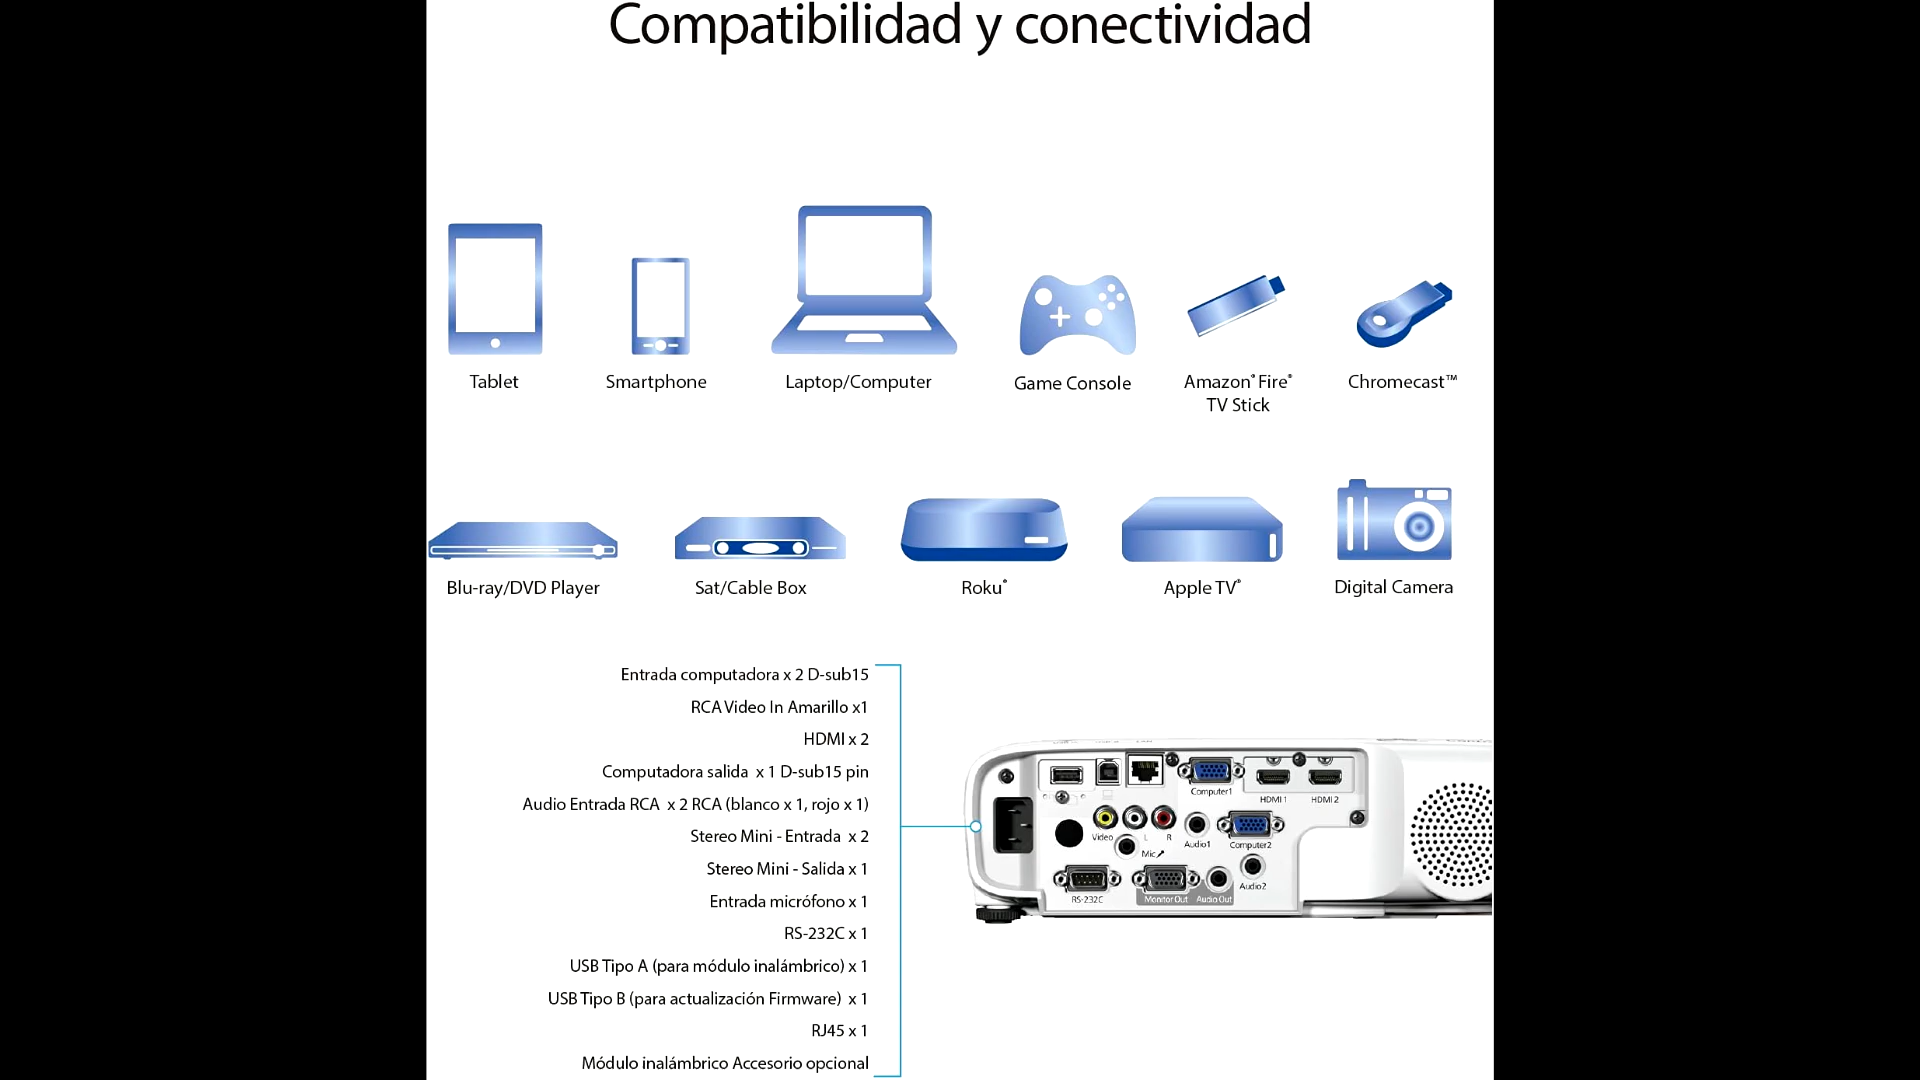 Compatibilidad y conectividad
Tablet
Smartphone
Laptop/Computer
Game Console
Amazon® Fire®
TV Stick
Chromecast™
Blu-ray/DVD Player
Sat/Cable Box
Roku®
Apple TV®
Digital Camera
Entrada computadora x 2 D-sub15
RCA Video In Amarillo x1
HDMI x 2
Computadora salida x 1 D-sub15 pin
Audio Entrada RCA x 2 RCA (blanco x 1, rojo x 1)
Stereo Mini - Entrada x 2
Stereo Mini - Salida x 1
Entrada micrófono x 1
RS-232C x 1
USB Tipo A (para módulo inalámbrico) x 1
USB Tipo B (para actualización Firmware) x 1
RJ45 x 1
Módulo inalámbrico Accesorio opcional
Computer1
HDMI 1
HDMI 2
Video
L
R
Audio1
Computer2
Mic
Audio2
RS-232C
Monitor Out
Audio Out